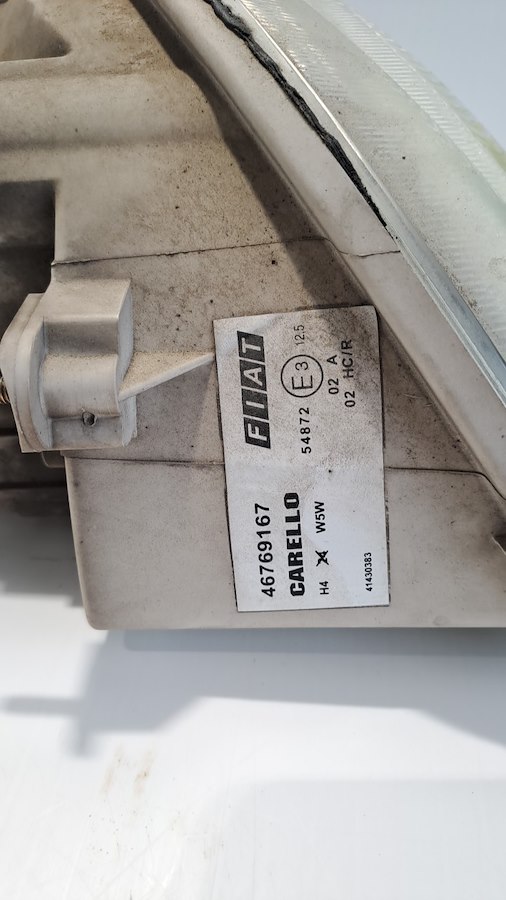 FIAT
E3 12,5
54872
02 A
02 HC/R
46769167
CARELLO
H4 W5W
41430383